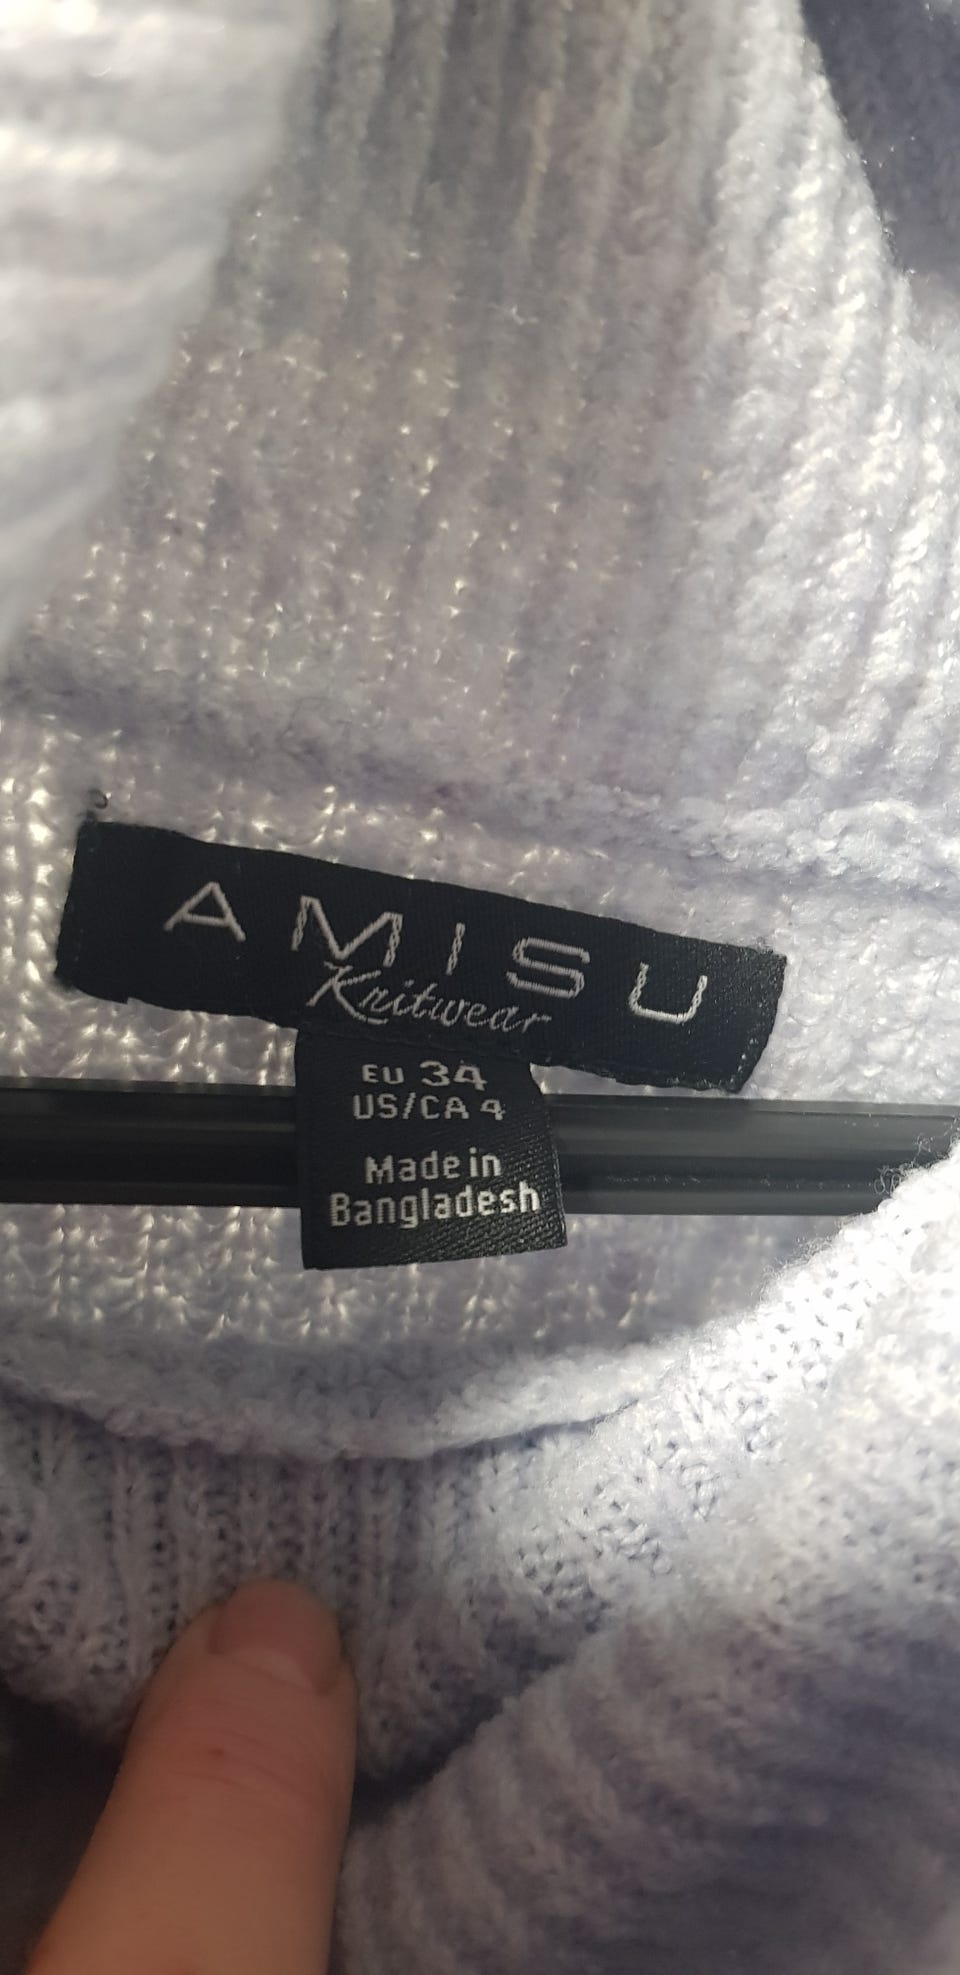 AMISU
Knitwear
EU 34
US/CA 4
Made in
Bangladesh